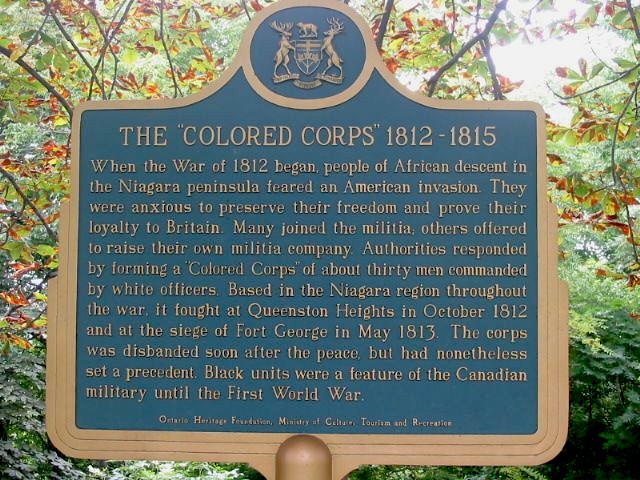 THE "COLORED CORPS" 1812 - 1815
When the War of 1812 began, people of African descent in
the Niagara peninsula feared an American invasion. They
were anxious to preserve their freedom and prove their
loyalty to Britain. Many joined the militia; others offered
to raise their own militia company. Authorities responded
by forming a "Colored Corps" of about thirty men commanded
by white officers. Based in the Niagara region throughout
the war, it fought at Queenston Heights in October 1812
and at the siege of Fort George in May 1813. The corps
was disbanded soon after the peace, but had nonetheless
set a precedent. Black units were a feature of the Canadian
military until the First World War.
Ontario Heritage Foundation, Ministry of Culture, Tourism and Recreation